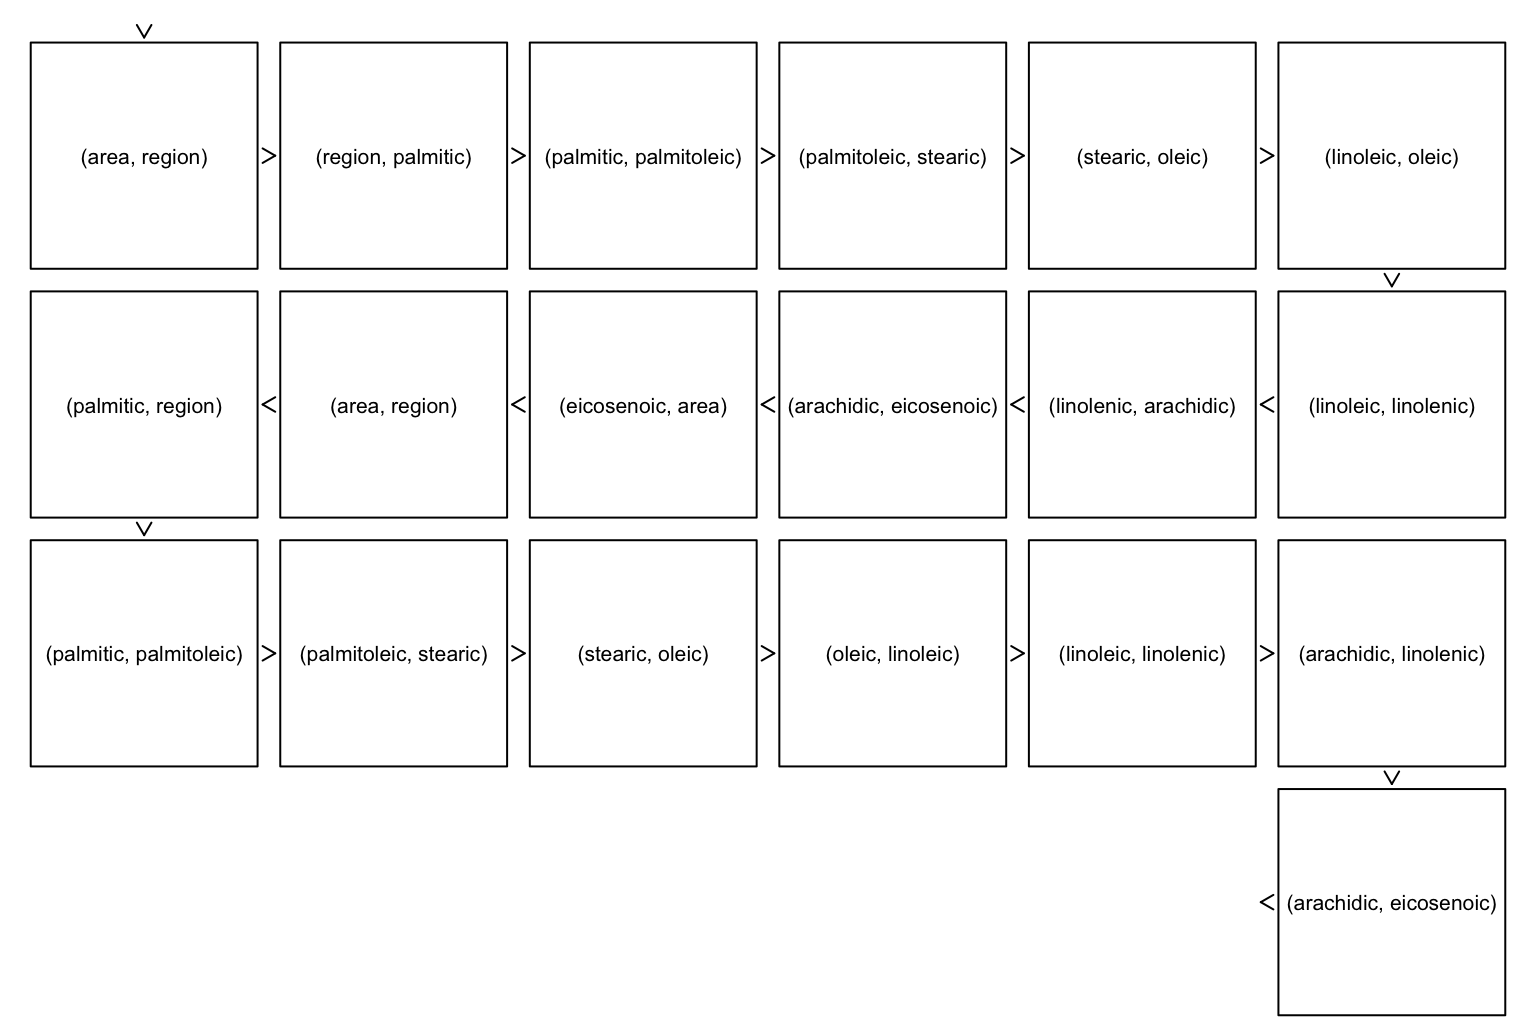 (area, region)
(region, palmitic)
(palmitic, palmitoleic)
(palmitoleic, stearic)
(stearic, oleic)
(linoleic, oleic)
(linoleic, linolenic)
(linolenic, arachidic)
(arachidic, eicosenoic)
(eicosenoic, area)
(area, region)
(palmitic, region)
(palmitic, palmitoleic)
(palmitoleic, stearic)
(stearic, oleic)
(oleic, linoleic)
(linoleic, linolenic)
(arachidic, linolenic)
(arachidic, eicosenoic)